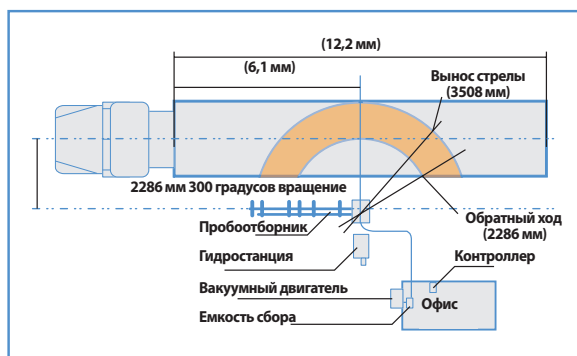 (12,2 мм)
(6,1 мм)
Вынос стрелы
(3508 мм)
2286 мм 300 градусов вращение
Пробоотборник
Обратный ход
(2286 мм)
Гидростанция
Контроллер
Вакуумный двигатель
Офис
Емкость сбора